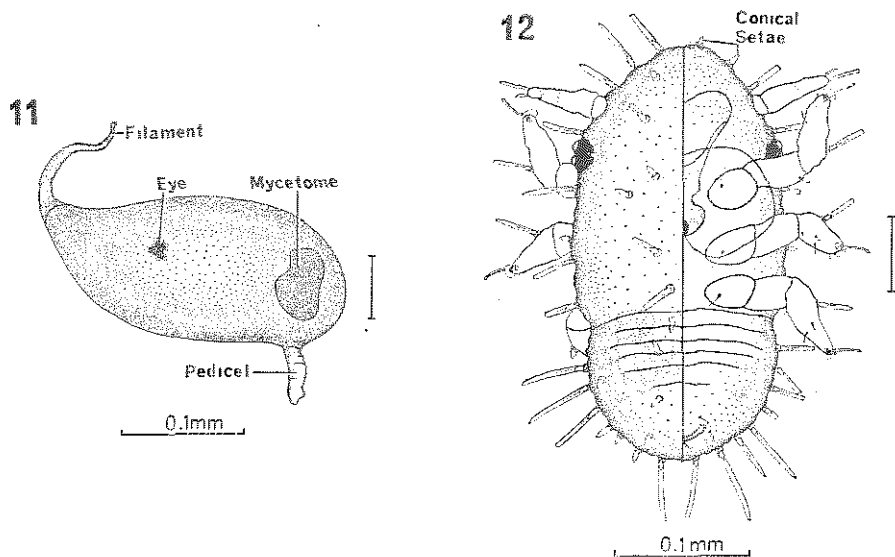 11
Filament
Eye
Mycetome
Pedicel
0.1mm
12
Conical
Setae
0.1mm